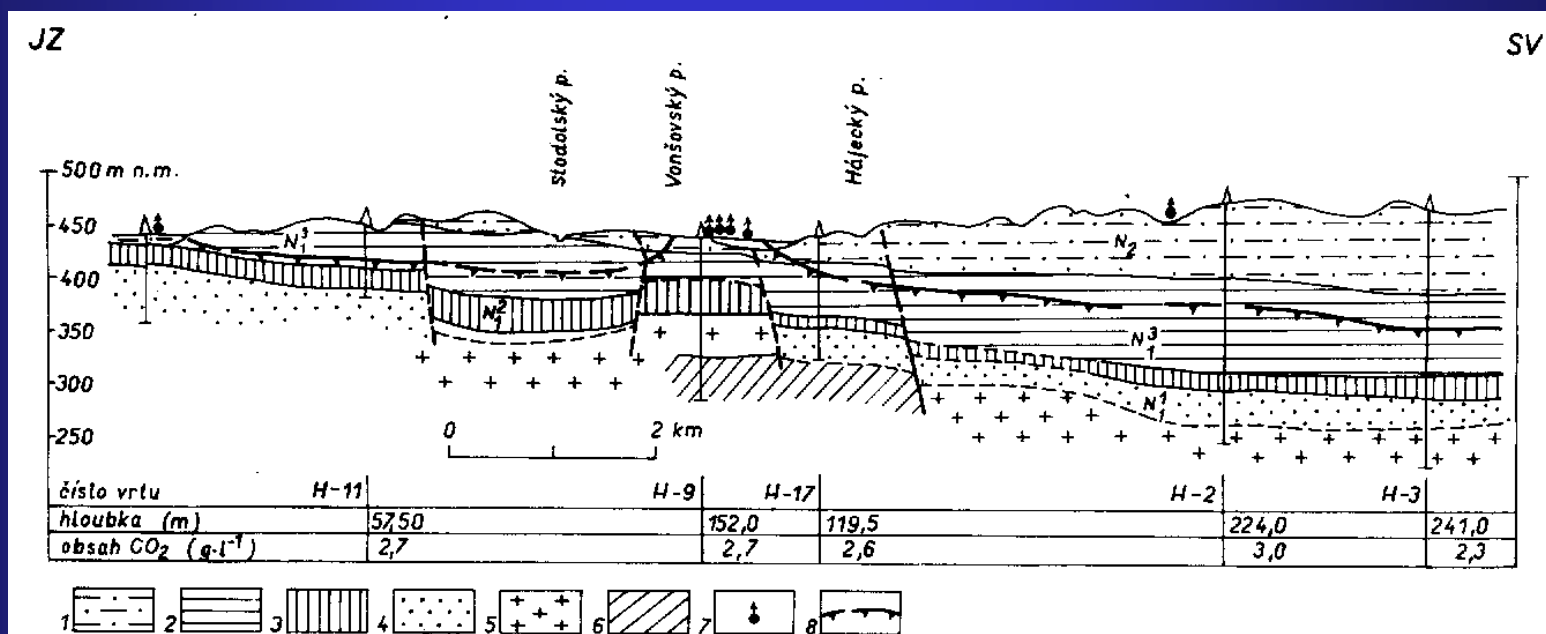 JZ SV
Stodolský p.
Vonšovský p.
Hájecký p.
500 m n.m.
450
400
350
300
250
N₁³
N₁²
N₂
N₁³
N₁¹
0 2 km
číslo vrtu H-11 H-9 H-17 H-2 H-3
hloubka (m) 57,50 152,0 119,5 224,0 241,0
obsah CO₂ (g·l⁻¹) 2,7 2,7 2,6 3,0 2,3
1 2 3 4 5 6 7 8